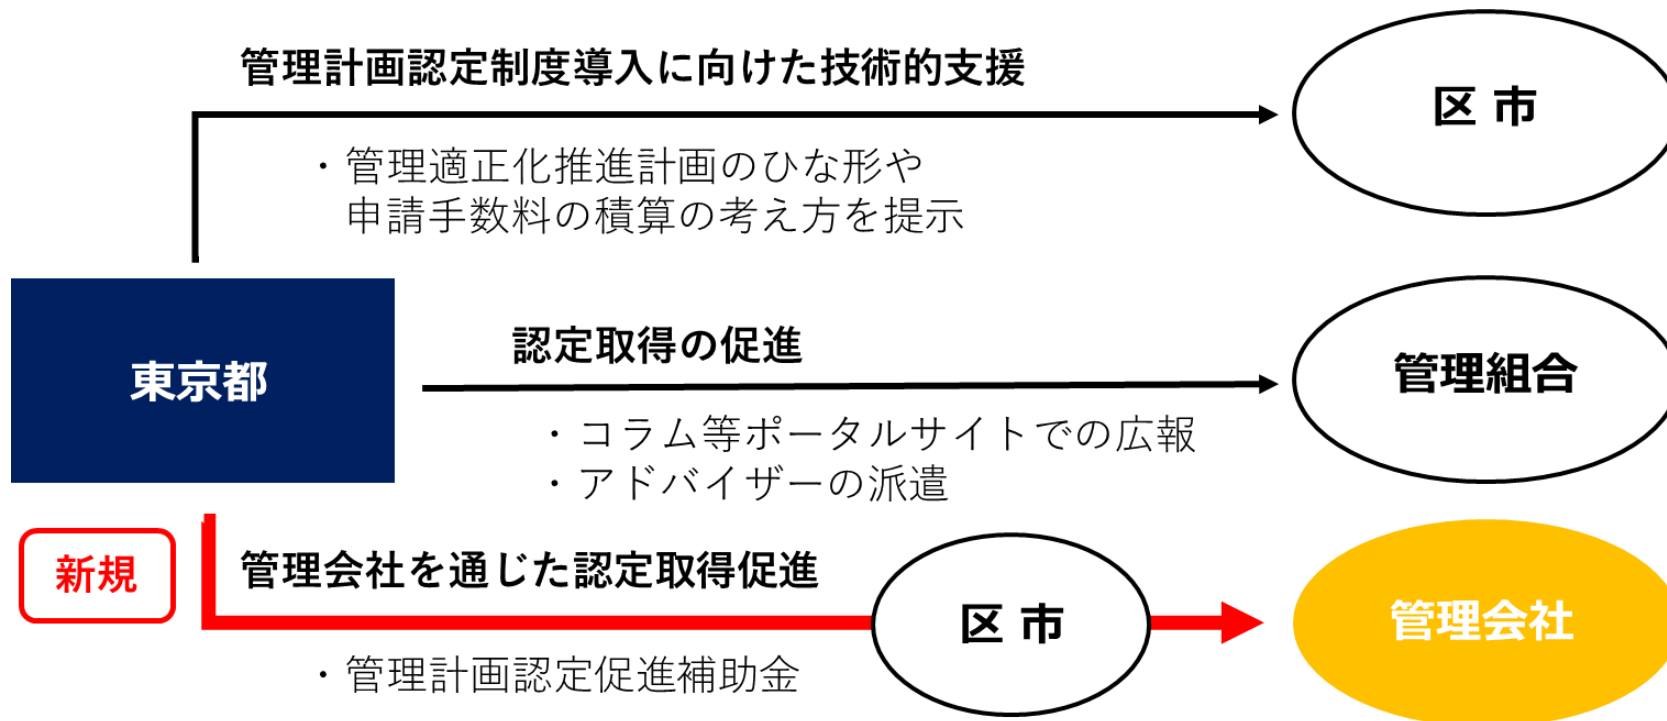 管理計画認定制度導入に向けた技術的支援
区 市
・管理適正化推進計画のひな形や
申請手数料の積算の考え方を提示
東京都
認定取得の促進
管理組合
・コラム等ポータルサイトでの広報
・アドバイザーの派遣
新規
管理会社を通じた認定取得促進
区 市
管理会社
・管理計画認定促進補助金